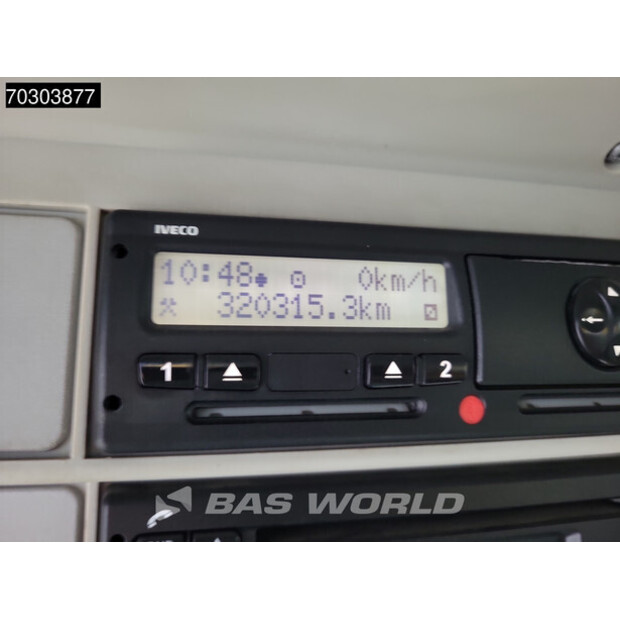 70303877
IVECO
10:48 0km/h
320315.3km
1 2
BAS WORLD